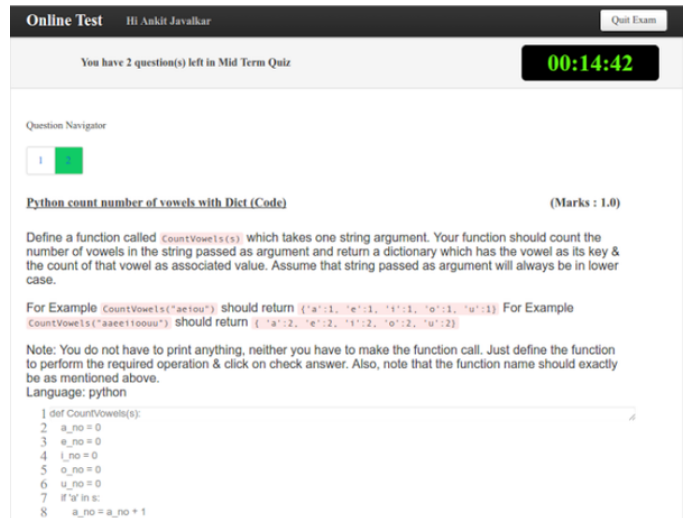 Online Test Hi Ankit Javalkar Quit Exam
You have 2 question(s) left in Mid Term Quiz 00:14:42
Question Navigator
1 2
Python count number of vowels with Dict (Code) (Marks : 1.0)
Define a function called CountVowels(s) which takes one string argument. Your function should count the
number of vowels in the string passed as argument and return a dictionary which has the vowel as its key &
the count of that vowel as associated value. Assume that string passed as argument will always be in lower
case.
For Example CountVowels("aeiou") should return {'a':1, 'e':1, 'i':1, 'o':1, 'u':1} For Example
CountVowels("aaeeiioouu") should return { 'a':2, 'e':2, 'i':2, 'o':2, 'u':2}
Note: You do not have to print anything, neither you have to make the function call. Just define the function
to perform the required operation & click on check answer. Also, note that the function name should exactly
be as mentioned above.
Language: python
1 def CountVowels(s):
2 a_no = 0
3 e_no = 0
4 i_no = 0
5 o_no = 0
6 u_no = 0
7 if 'a' in s:
8 a_no = a_no + 1